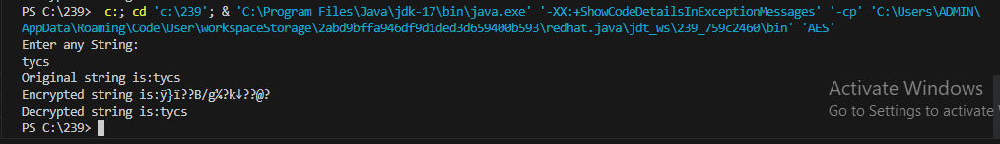 PS C:\239>  c:; cd 'c:\239'; & 'C:\Program Files\Java\jdk-17\bin\java.exe' '-XX:+ShowCodeDetailsInExceptionMessages' '-cp' 'C:\Users\ADMIN\
AppData\Roaming\Code\User\workspaceStorage\2abd9bffa946df9d1ded3d659400b593\redhat.java\jdt_ws\239_759c2460\bin' 'AES'
Enter any String:
tycs
Original string is:tycs
Encrypted string is:ÿ}ï??B/g¼?k↓??@?
Decrypted string is:tycs
PS C:\239>
Activate Windows
Go to Settings to activate